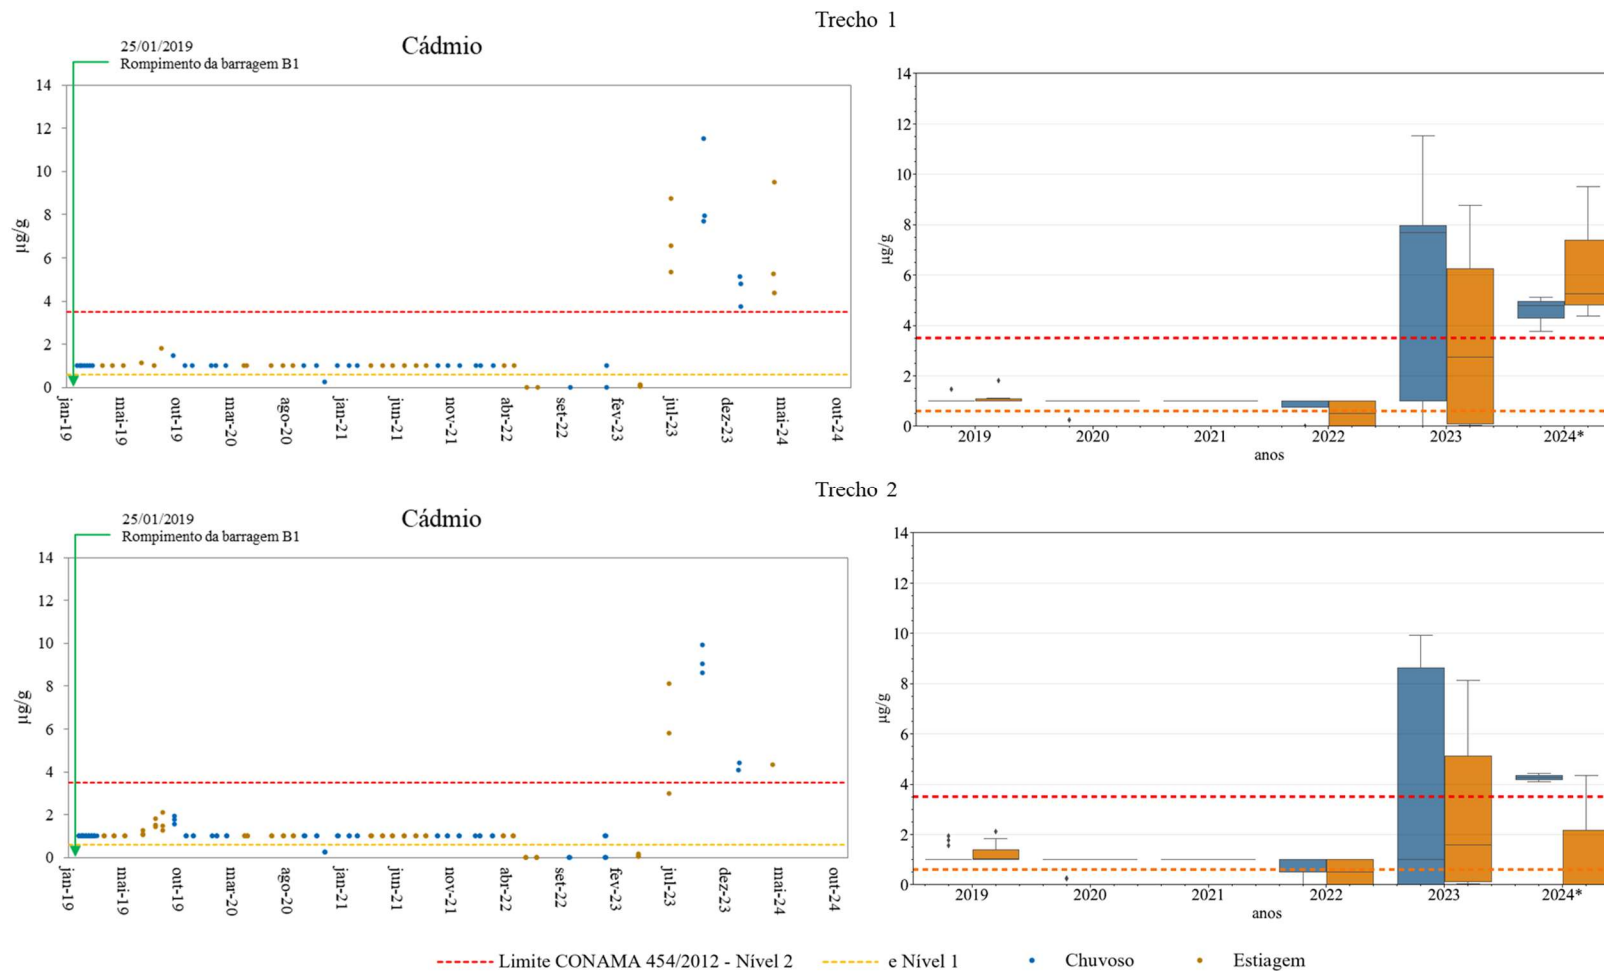 Trecho 1
25/01/2019
Rompimento da barragem B1
Cádmio
14
12
10
8
6
4
2
0
µg/g
jan-19
mai-19
out-19
mar-20
ago-20
jan-21
jun-21
nov-21
abr-22
set-22
fev-23
jul-23
dez-23
mai-24
out-24
14
12
10
8
6
4
2
0
µg/g
2019
2020
2021
2022
2023
2024*
anos
Trecho 2
25/01/2019
Rompimento da barragem B1
Cádmio
14
12
10
8
6
4
2
0
µg/g
jan-19
mai-19
out-19
mar-20
ago-20
jan-21
jun-21
nov-21
abr-22
set-22
fev-23
jul-23
dez-23
mai-24
out-24
14
12
10
8
6
4
2
0
µg/g
2019
2020
2021
2022
2023
2024*
anos
Limite CONAMA 454/2012 - Nível 2
e Nível 1
Chuvoso
Estiagem